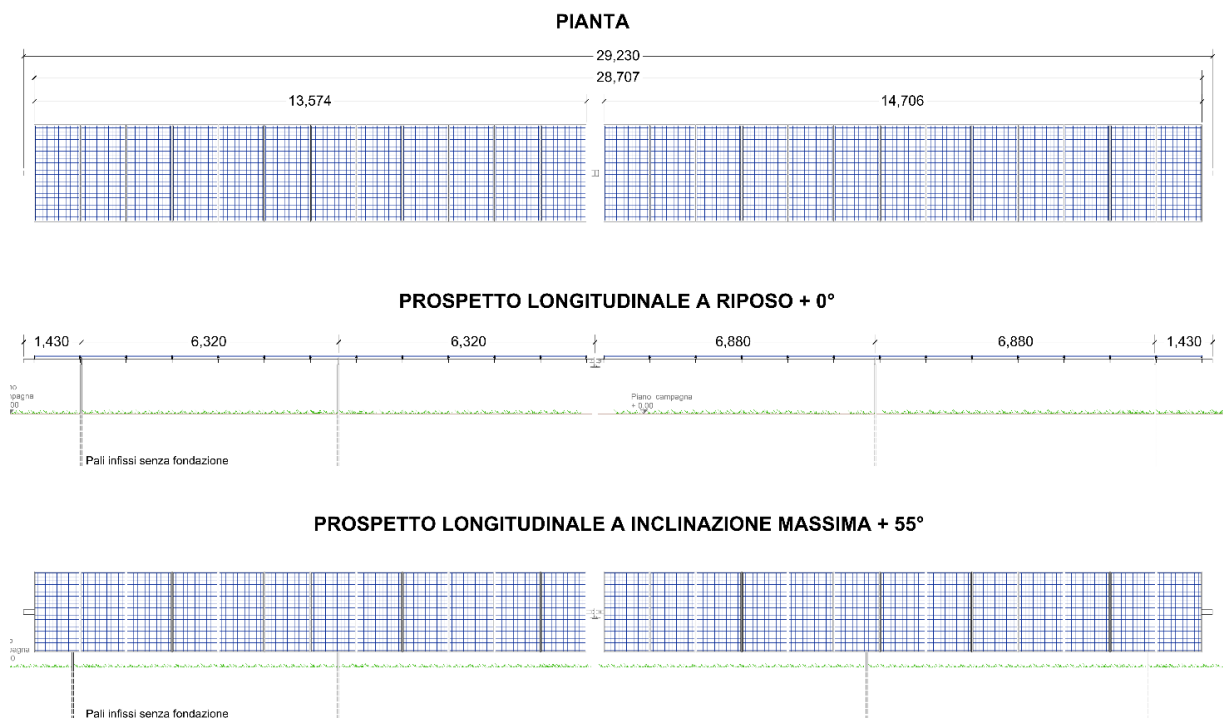 PIANTA
29,230
28,707
13,574 14,706
PROSPETTO LONGITUDINALE A RIPOSO + 0°
1,430 6,320 6,320 6,880 6,880 1,430
Piano campagna
+ 0.00
Pali infissi senza fondazione
PROSPETTO LONGITUDINALE A INCLINAZIONE MASSIMA + 55°
Pali infissi senza fondazione